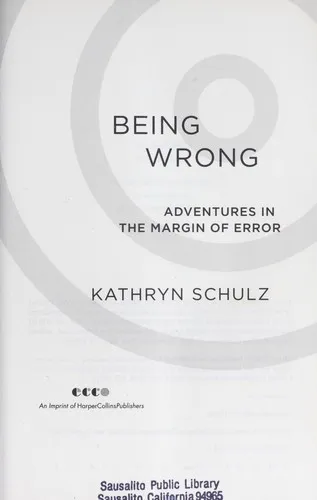 BEING
WRONG
ADVENTURES IN
THE MARGIN OF ERROR
KATHRYN SCHULZ
ecco
An Imprint of HarperCollinsPublishers
Sausalito Public Library
Sausalito California 94965